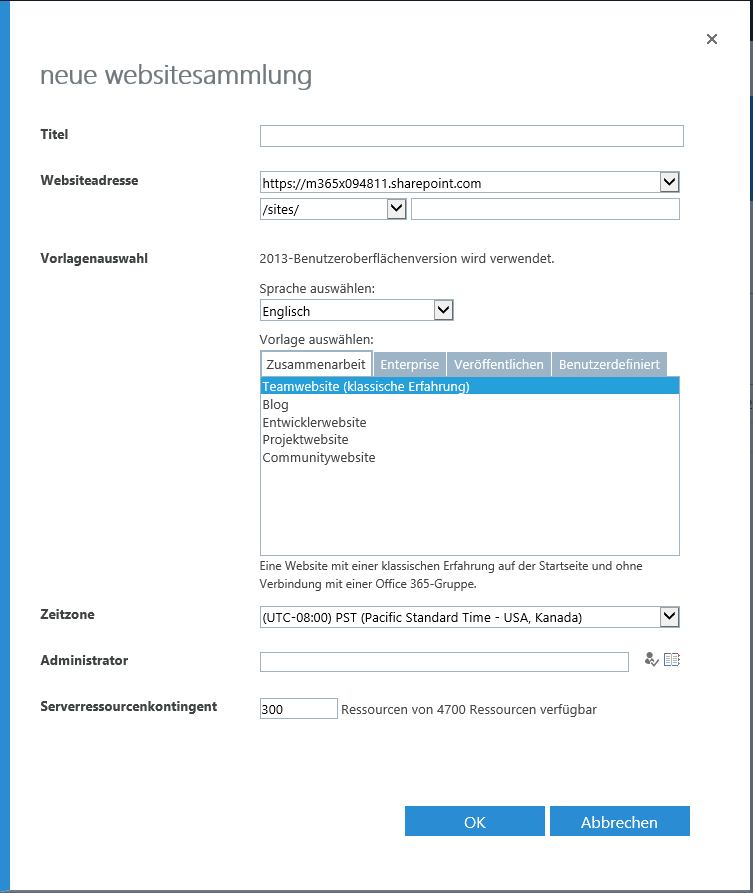 neue websitesammlung
Titel
Websiteadresse
https://m365x094811.sharepoint.com
/sites/
Vorlagenauswahl
2013-Benutzeroberflächenversion wird verwendet.
Sprache auswählen:
Englisch
Vorlage auswählen:
Zusammenarbeit Enterprise Veröffentlichen Benutzerdefiniert
Teamwebsite (klassische Erfahrung)
Blog
Entwicklerwebsite
Projektwebsite
Communitywebsite
Eine Website mit einer klassischen Erfahrung auf der Startseite und ohne
Verbindung mit einer Office 365-Gruppe.
Zeitzone
(UTC-08:00) PST (Pacific Standard Time - USA, Kanada)
Administrator
Serverressourcenkontingent
300 Ressourcen von 4700 Ressourcen verfügbar
OK Abbrechen